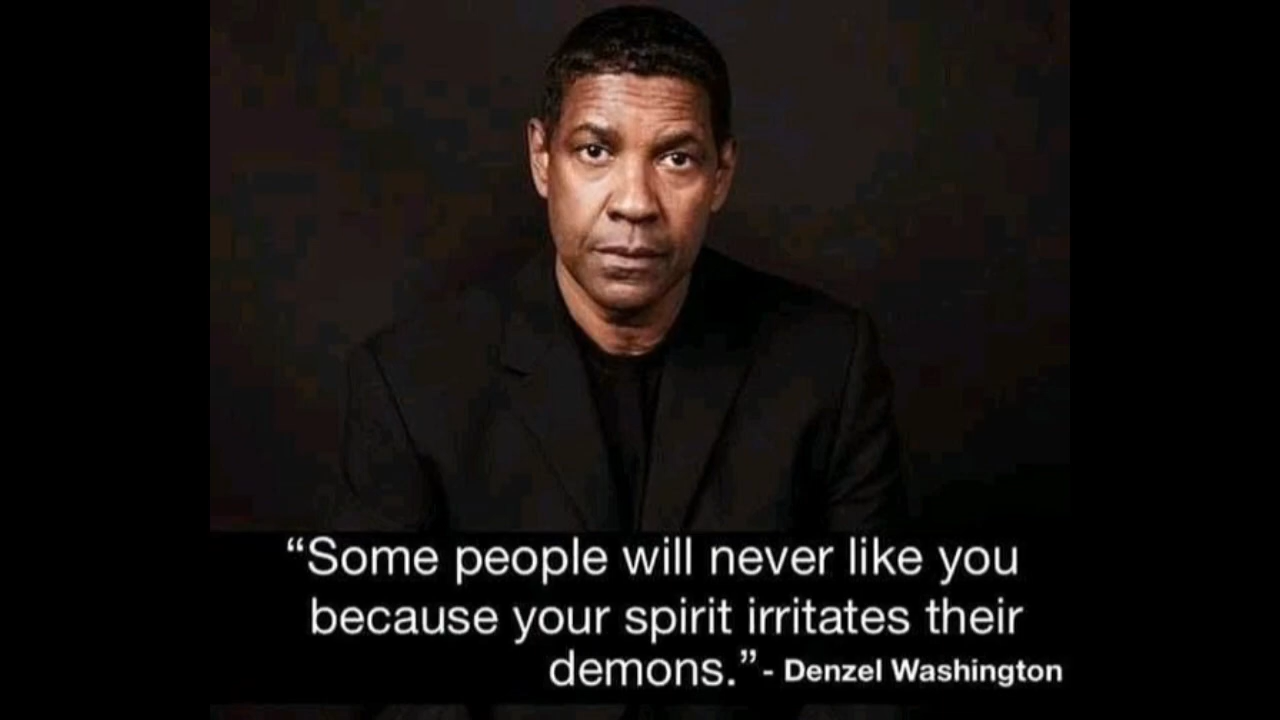 “Some people will never like you
because your spirit irritates their
demons.” - Denzel Washington